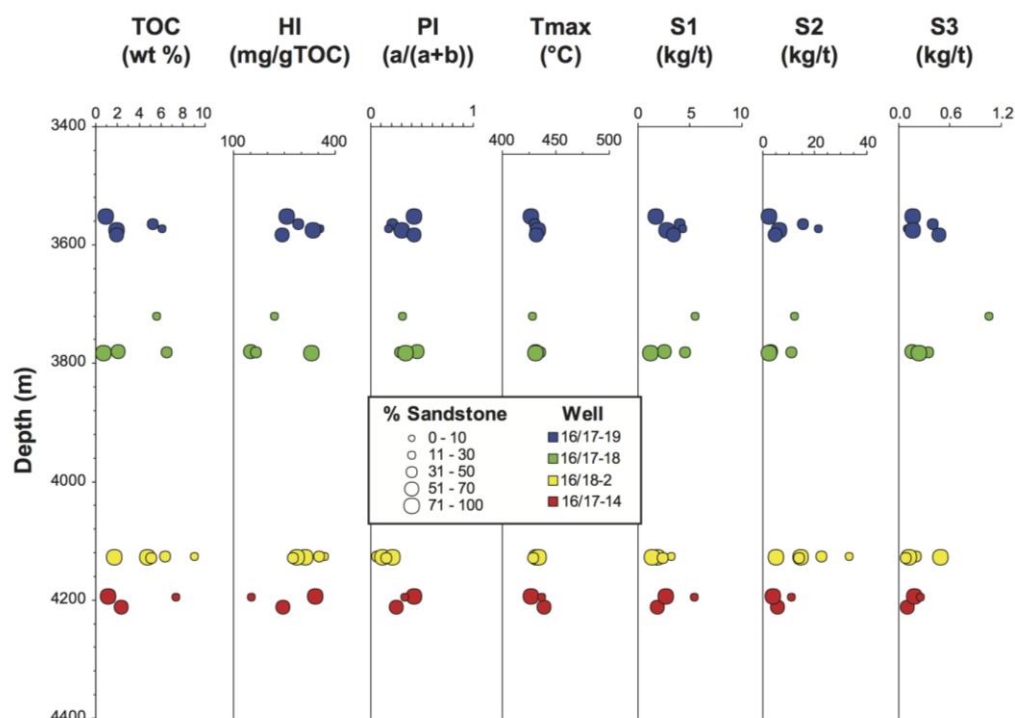 TOC HI PI Tmax S1 S2 S3
(wt %) (mg/gTOC) (a/(a+b)) (°C) (kg/t) (kg/t) (kg/t)
0 2 4 6 8 10 0 1 0 5 10 0.0 0.6 1.2
100 400 400 450 500 0 20 40
3400
3600
3800
4000
4200
4400
Depth (m)
% Sandstone Well
0 - 10 16/17-19
11 - 30 16/17-18
31 - 50 16/18-2
51 - 70 16/17-14
71 - 100